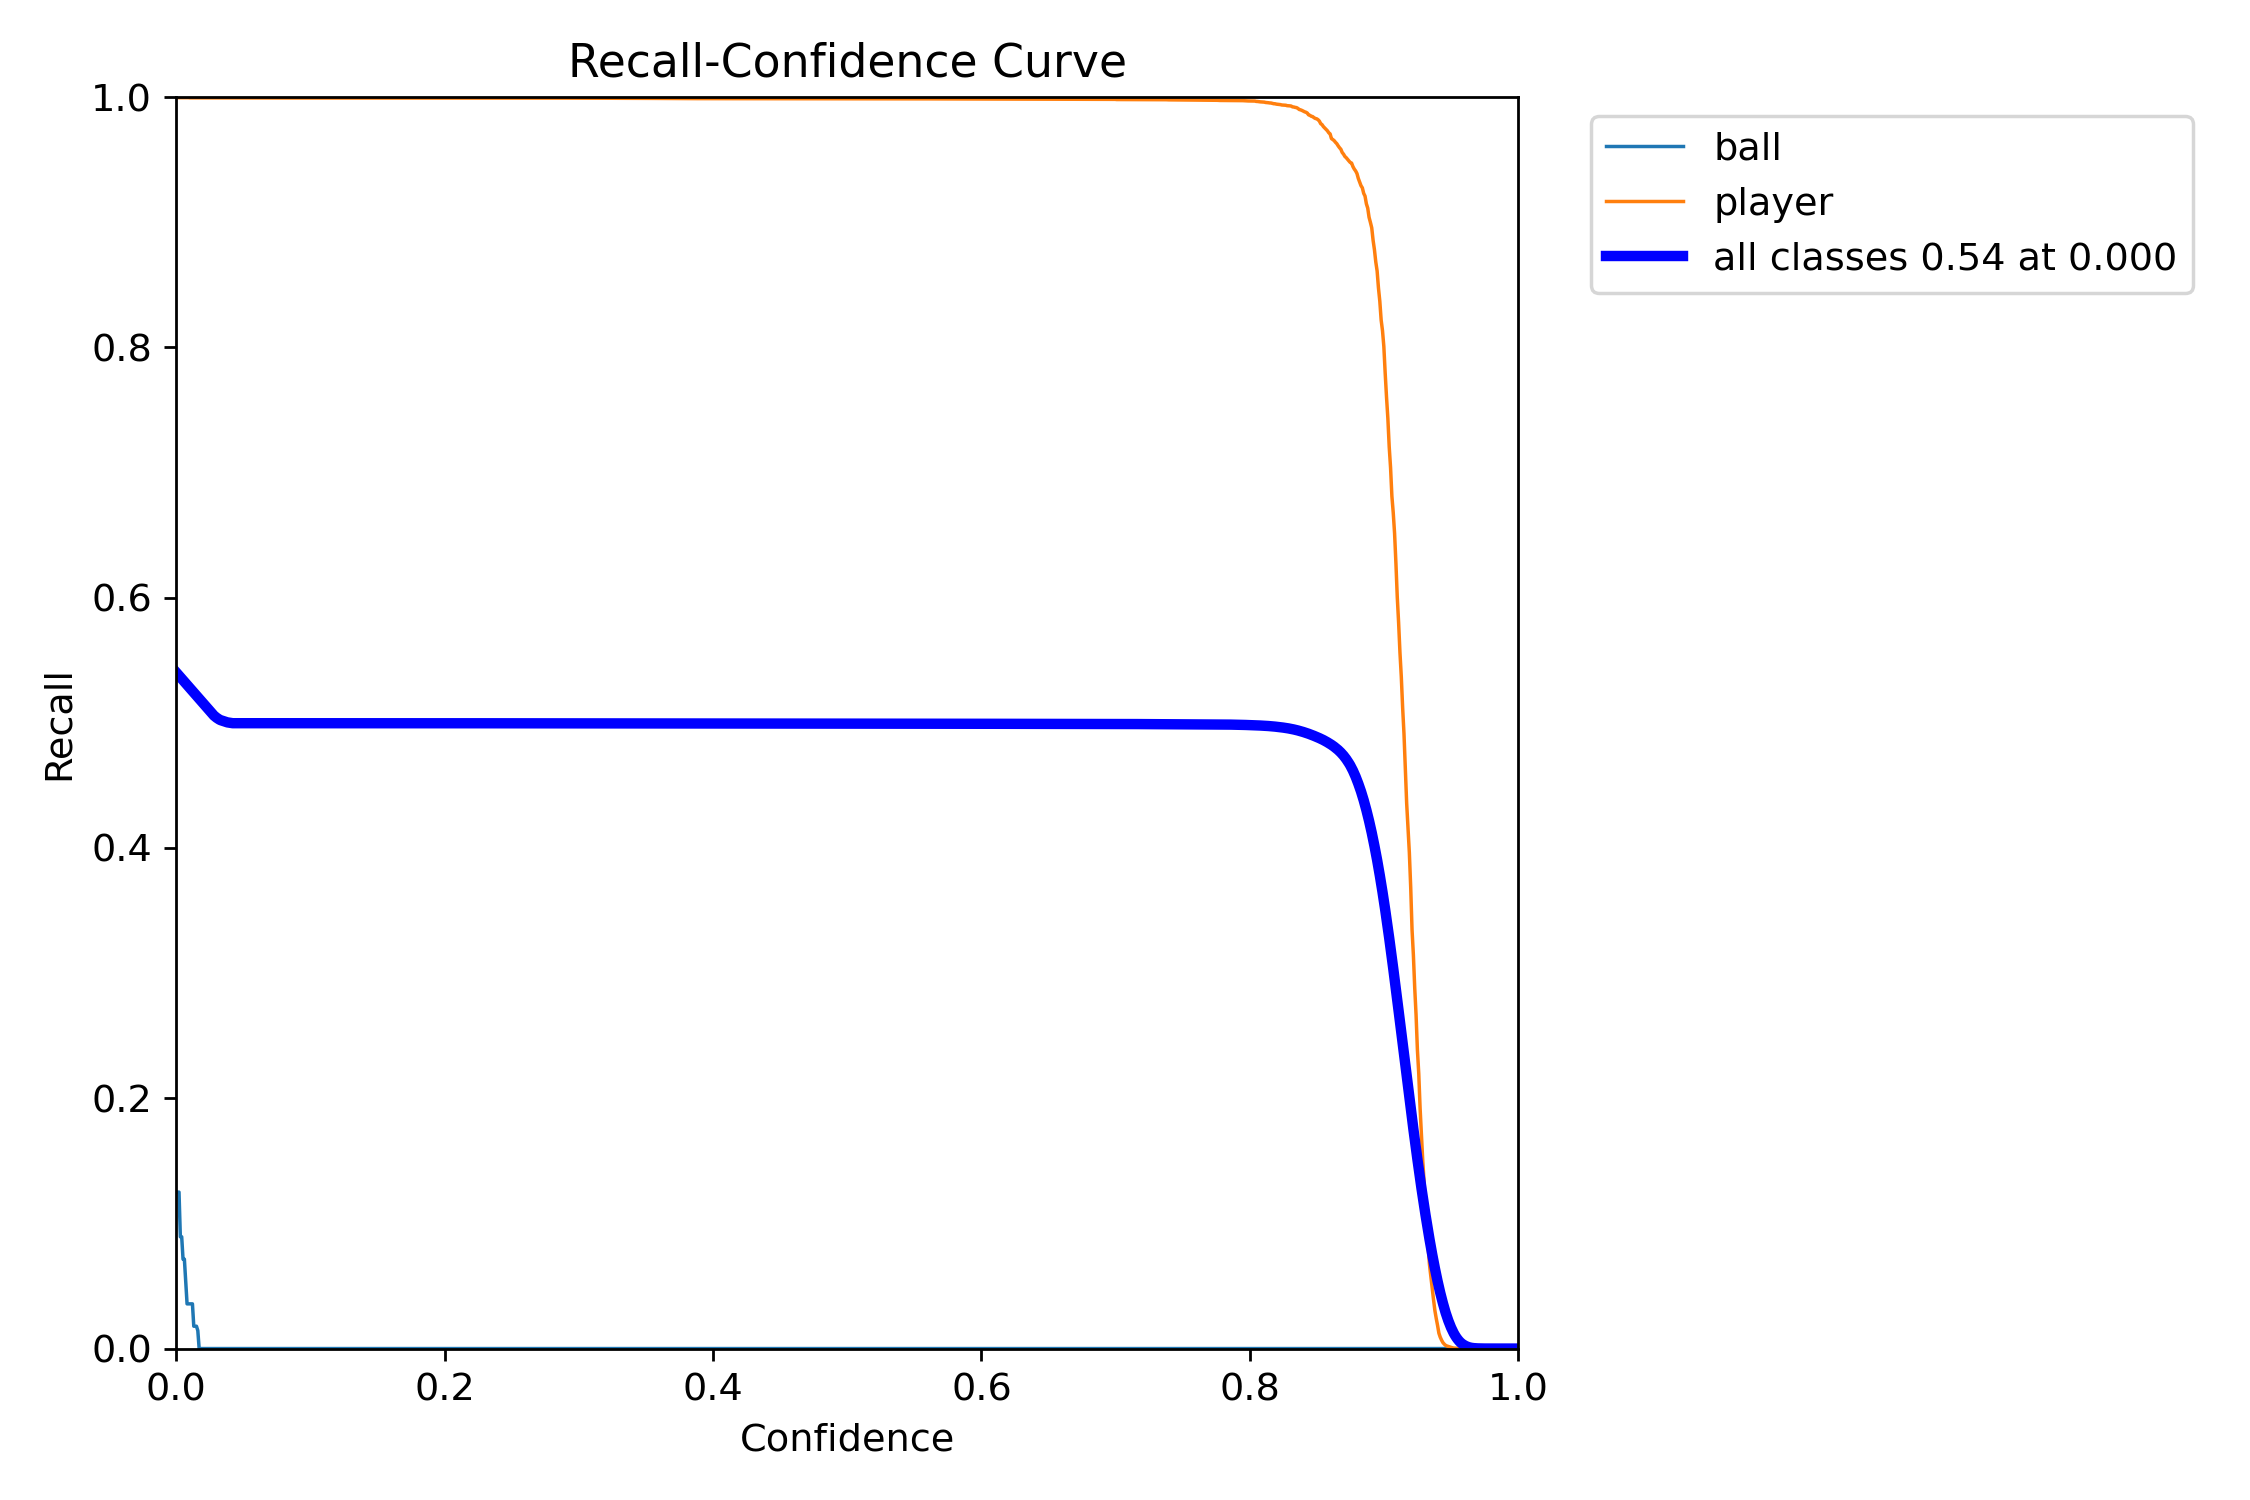 Recall-Confidence Curve
1.0
0.8
0.6
0.4
0.2
0.0
Recall
0.0 0.2 0.4 0.6 0.8 1.0
Confidence
ball
player
all classes 0.54 at 0.000